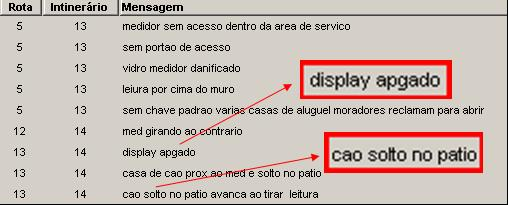 Rota Intinerário Mensagem
5 13 medidor sem acesso dentro da area de servico
5 13 sem portao de acesso
5 13 vidro medidor danificado
5 13 leiura por cima do muro
5 13 sem chave padrao varias casas de aluguel moradores reclamam para abrir
12 14 med girando ao contrario
13 14 display apgado
13 14 casa de cao prox ao med e solto no patio
13 14 cao solto no patio avanca ao tirar leitura
display apgado
cao solto no patio